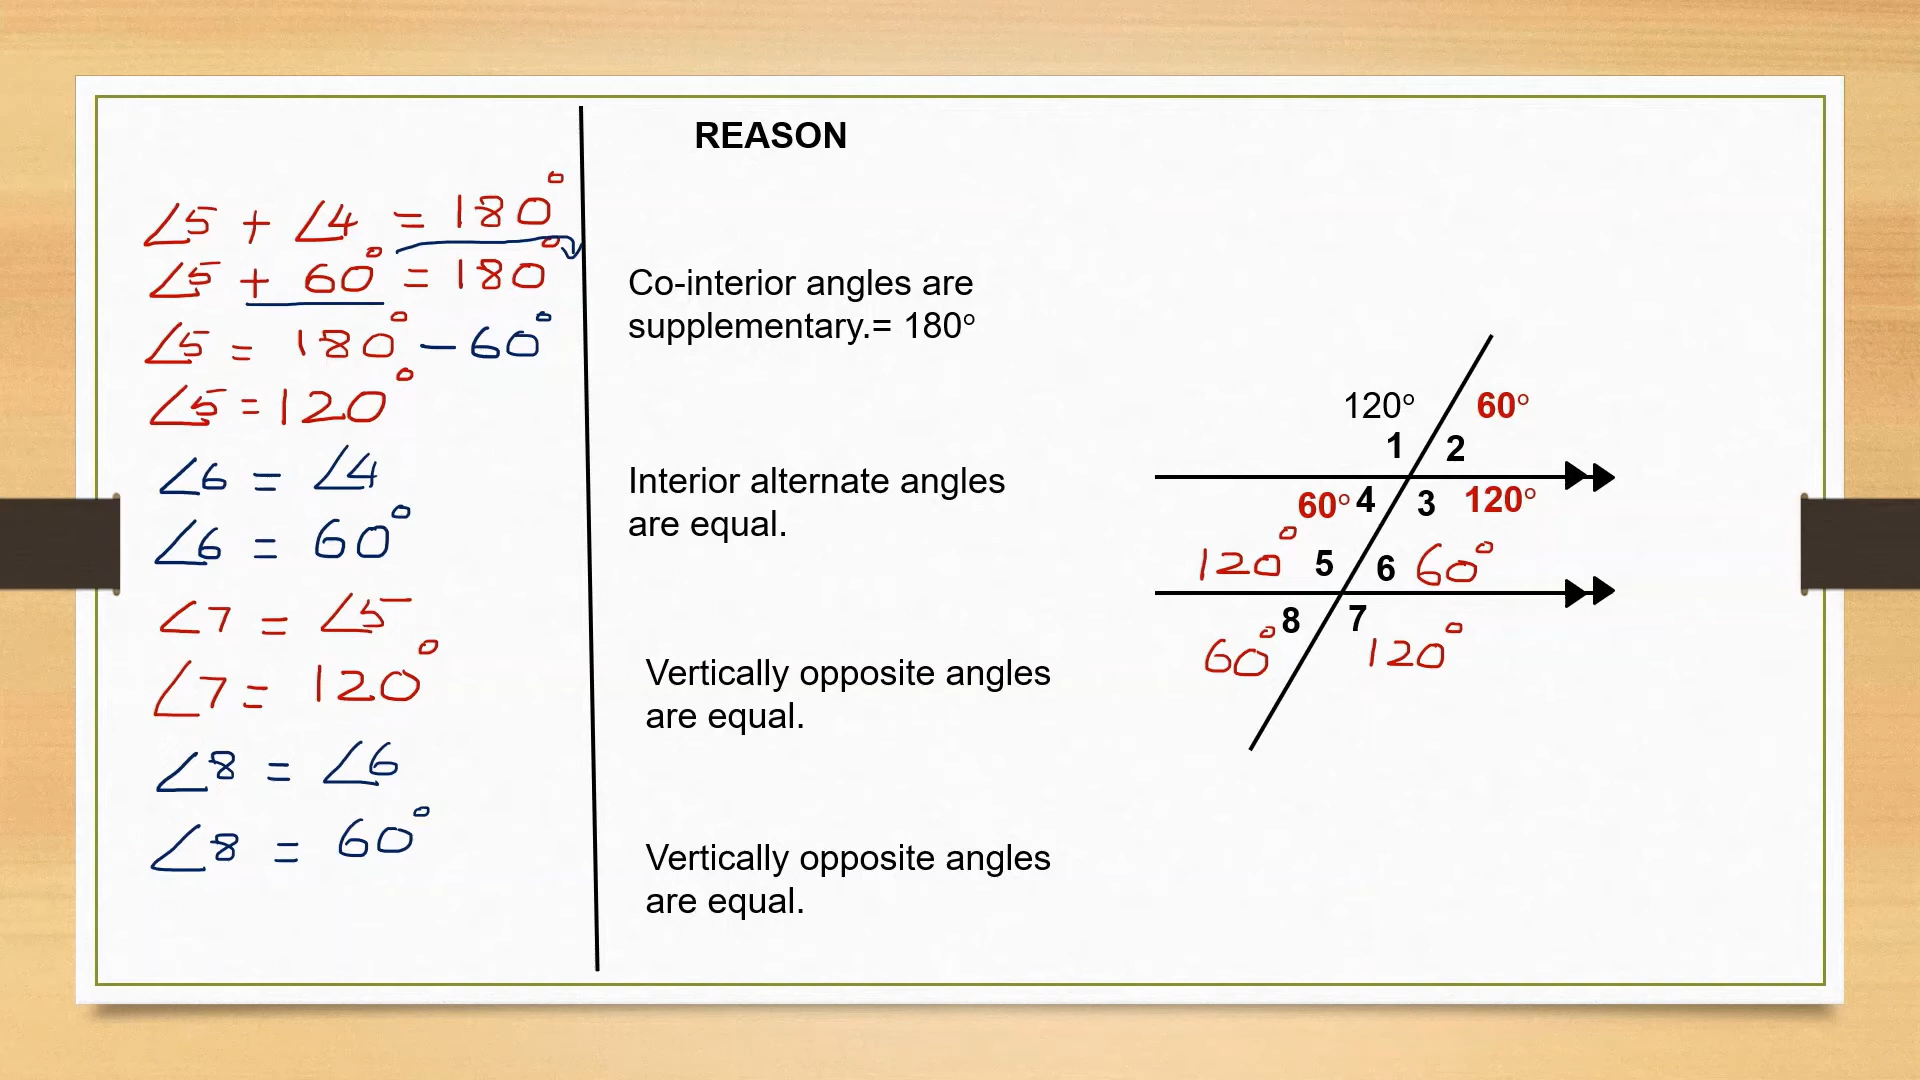 REASON
∠5 + ∠4 = 180°
∠5 + 60° = 180°
∠5 = 180° - 60°
∠5 = 120°
∠6 = ∠4
∠6 = 60°
∠7 = ∠5
∠7 = 120°
∠8 = ∠6
∠8 = 60°
Co-interior angles are
supplementary.= 180°
Interior alternate angles
are equal.
Vertically opposite angles
are equal.
Vertically opposite angles
are equal.
120° 60°
1 2
60° 4 3 120°
120° 5 6 60°
8 7
60° 120°